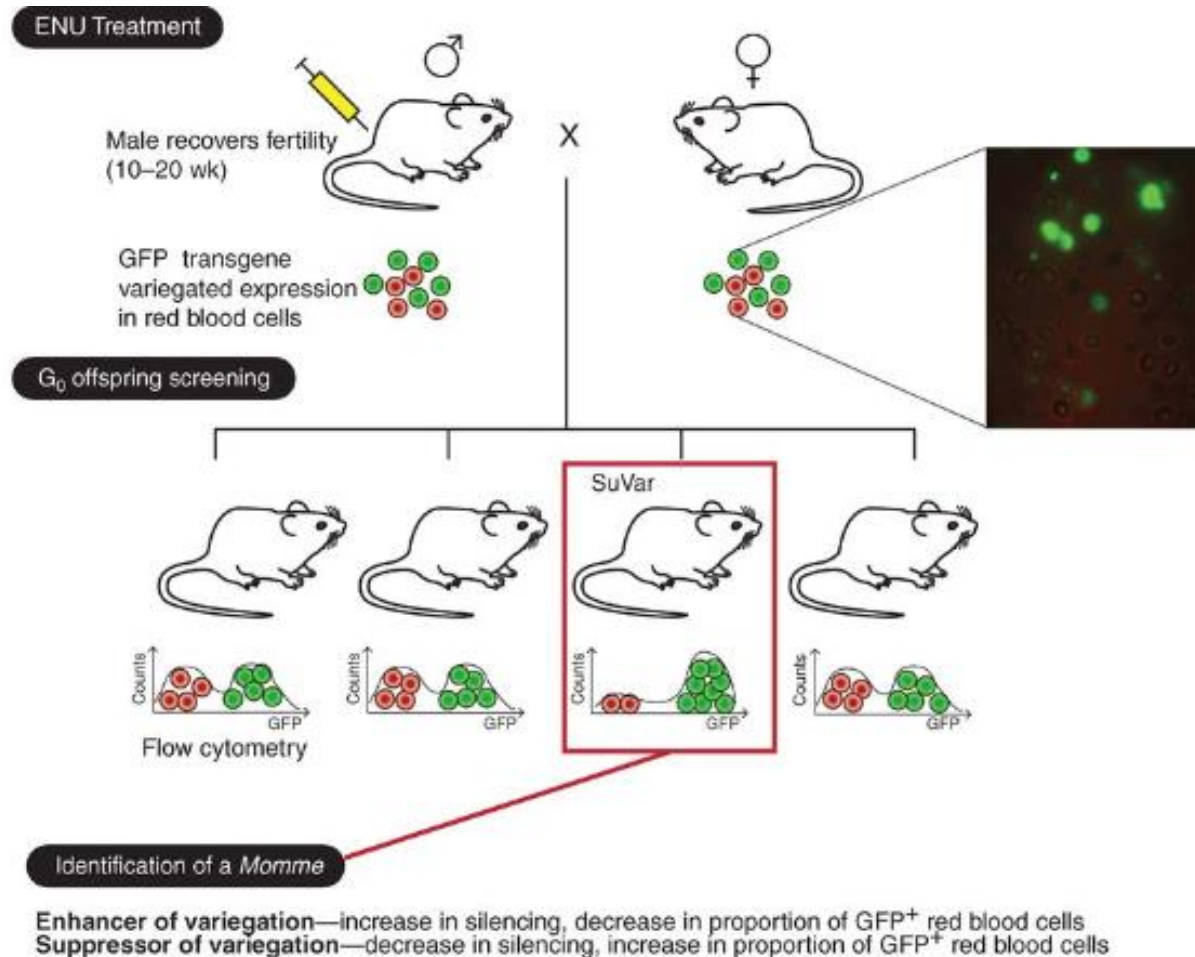 ENU Treatment
♂
♀
Male recovers fertility
(10–20 wk)
X
GFP transgene
variegated expression
in red blood cells
G₀ offspring screening
SuVar
Counts
GFP
Counts
GFP
Counts
GFP
Counts
GFP
Flow cytometry
Identification of a Momme
Enhancer of variegation—increase in silencing, decrease in proportion of GFP⁺ red blood cells
Suppressor of variegation—decrease in silencing, increase in proportion of GFP⁺ red blood cells